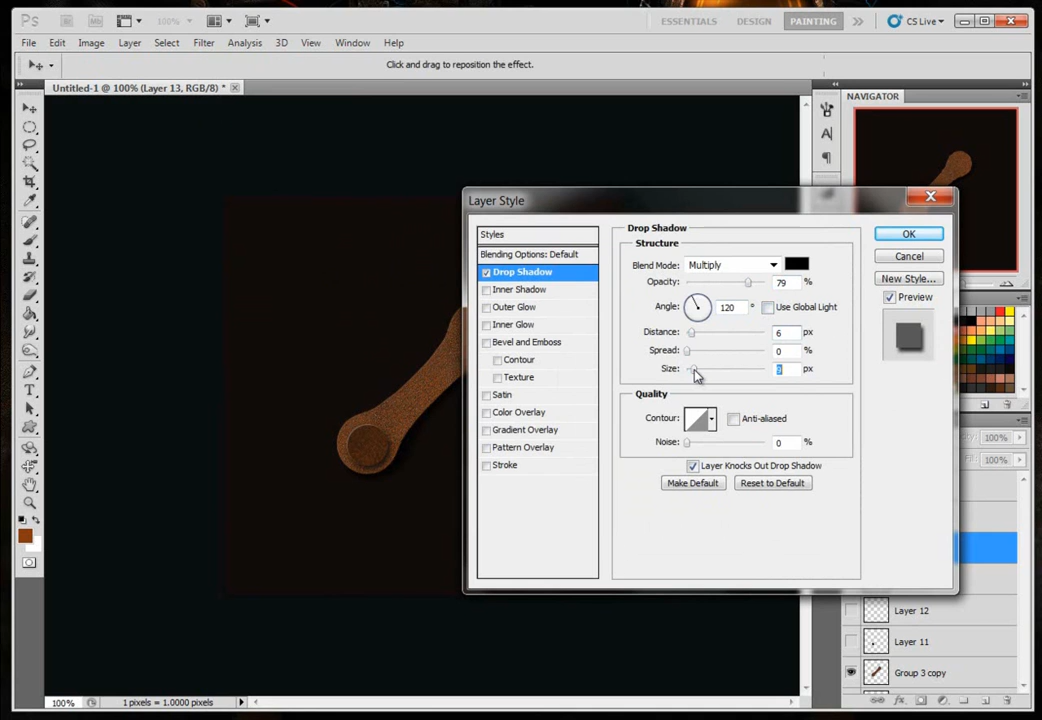 Ps
Br
Mb
100%
ESSENTIALS
DESIGN
PAINTING
CS Live
File Edit Image Layer Select Filter Analysis 3D View Window Help
Click and drag to reposition the effect.
Untitled-1 @ 100% (Layer 13, RGB/8) *
NAVIGATOR
Layer Style
Styles
Blending Options: Default
Drop Shadow
Inner Shadow
Outer Glow
Inner Glow
Bevel and Emboss
Contour
Texture
Satin
Color Overlay
Gradient Overlay
Pattern Overlay
Stroke
Drop Shadow
Structure
Blend Mode: Multiply
Opacity: 79 %
Angle: 120 ° Use Global Light
Distance: 6 px
Spread: 0 %
Size: 9 px
Quality
Contour: Anti-aliased
Noise: 0 %
Layer Knocks Out Drop Shadow
Make Default
Reset to Default
OK
Cancel
New Style...
Preview
100%
100%
Layer 12
Layer 11
Group 3 copy
100%
1 pixels = 1.0000 pixels